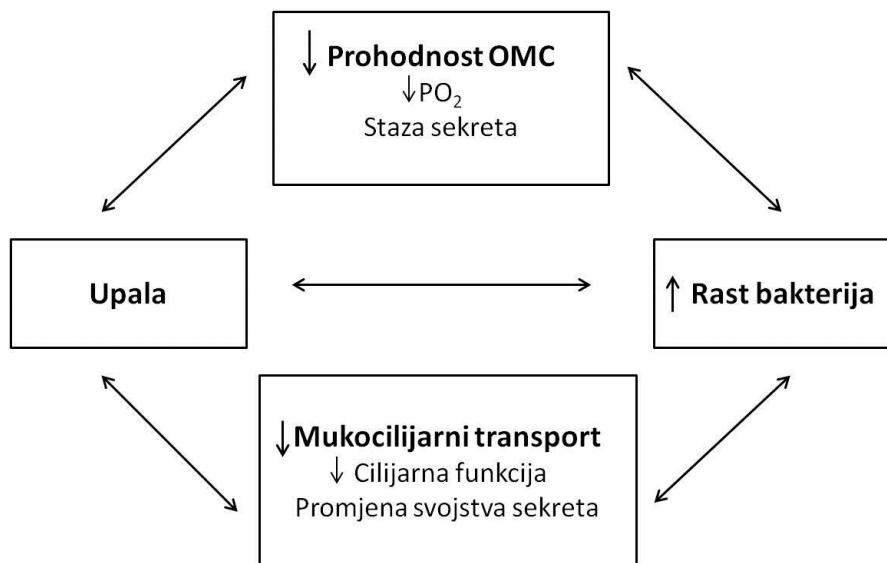 ↓ Prohodnost OMC
↓PO₂
Staza sekreta
Upala
↑ Rast bakterija
↓Mukocilijarni transport
↓ Cilijarna funkcija
Promjena svojstva sekreta